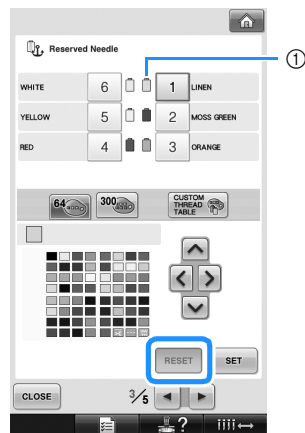 Reserved Needle
①
WHITE 6 1 LINEN
YELLOW 5 2 MOSS GREEN
RED 4 3 ORANGE
64 300 CUSTOM THREAD TABLE
RESET SET
CLOSE 3/5
?